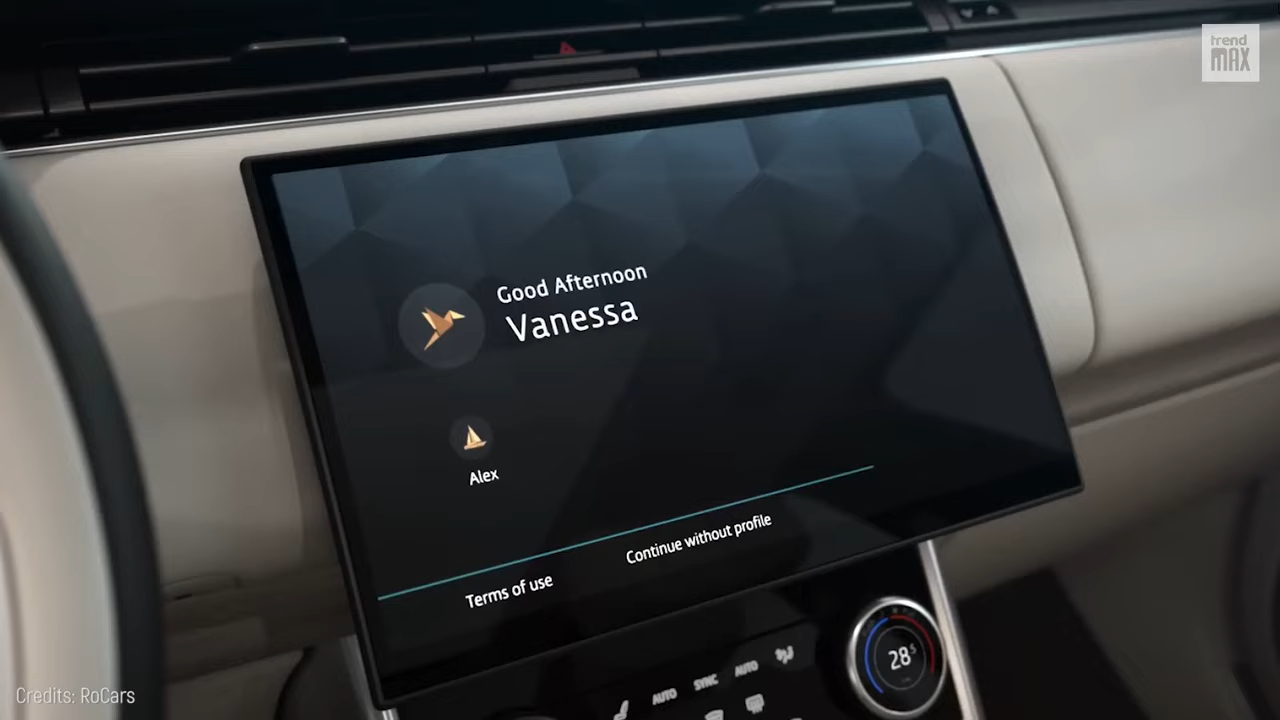 trend
MAX
Good Afternoon
Vanessa
Alex
Continue without profile
Terms of use
AUTO
SYNC
AUTO
28.5
Credits: RoCars